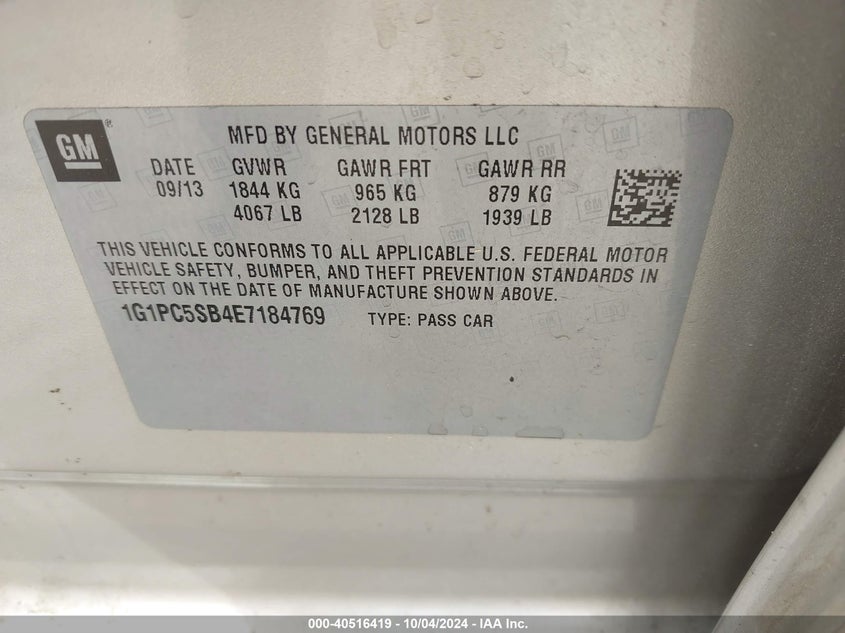 GM
MFD BY GENERAL MOTORS LLC
DATE GVWR GAWR FRT GAWR RR
09/13 1844 KG 965 KG 879 KG
4067 LB 2128 LB 1939 LB
THIS VEHICLE CONFORMS TO ALL APPLICABLE U.S. FEDERAL MOTOR
VEHICLE SAFETY, BUMPER, AND THEFT PREVENTION STANDARDS IN
EFFECT ON THE DATE OF MANUFACTURE SHOWN ABOVE.
1G1PC5SB4E7184769 TYPE: PASS CAR
000-40516419 - 10/04/2024 - IAA Inc.